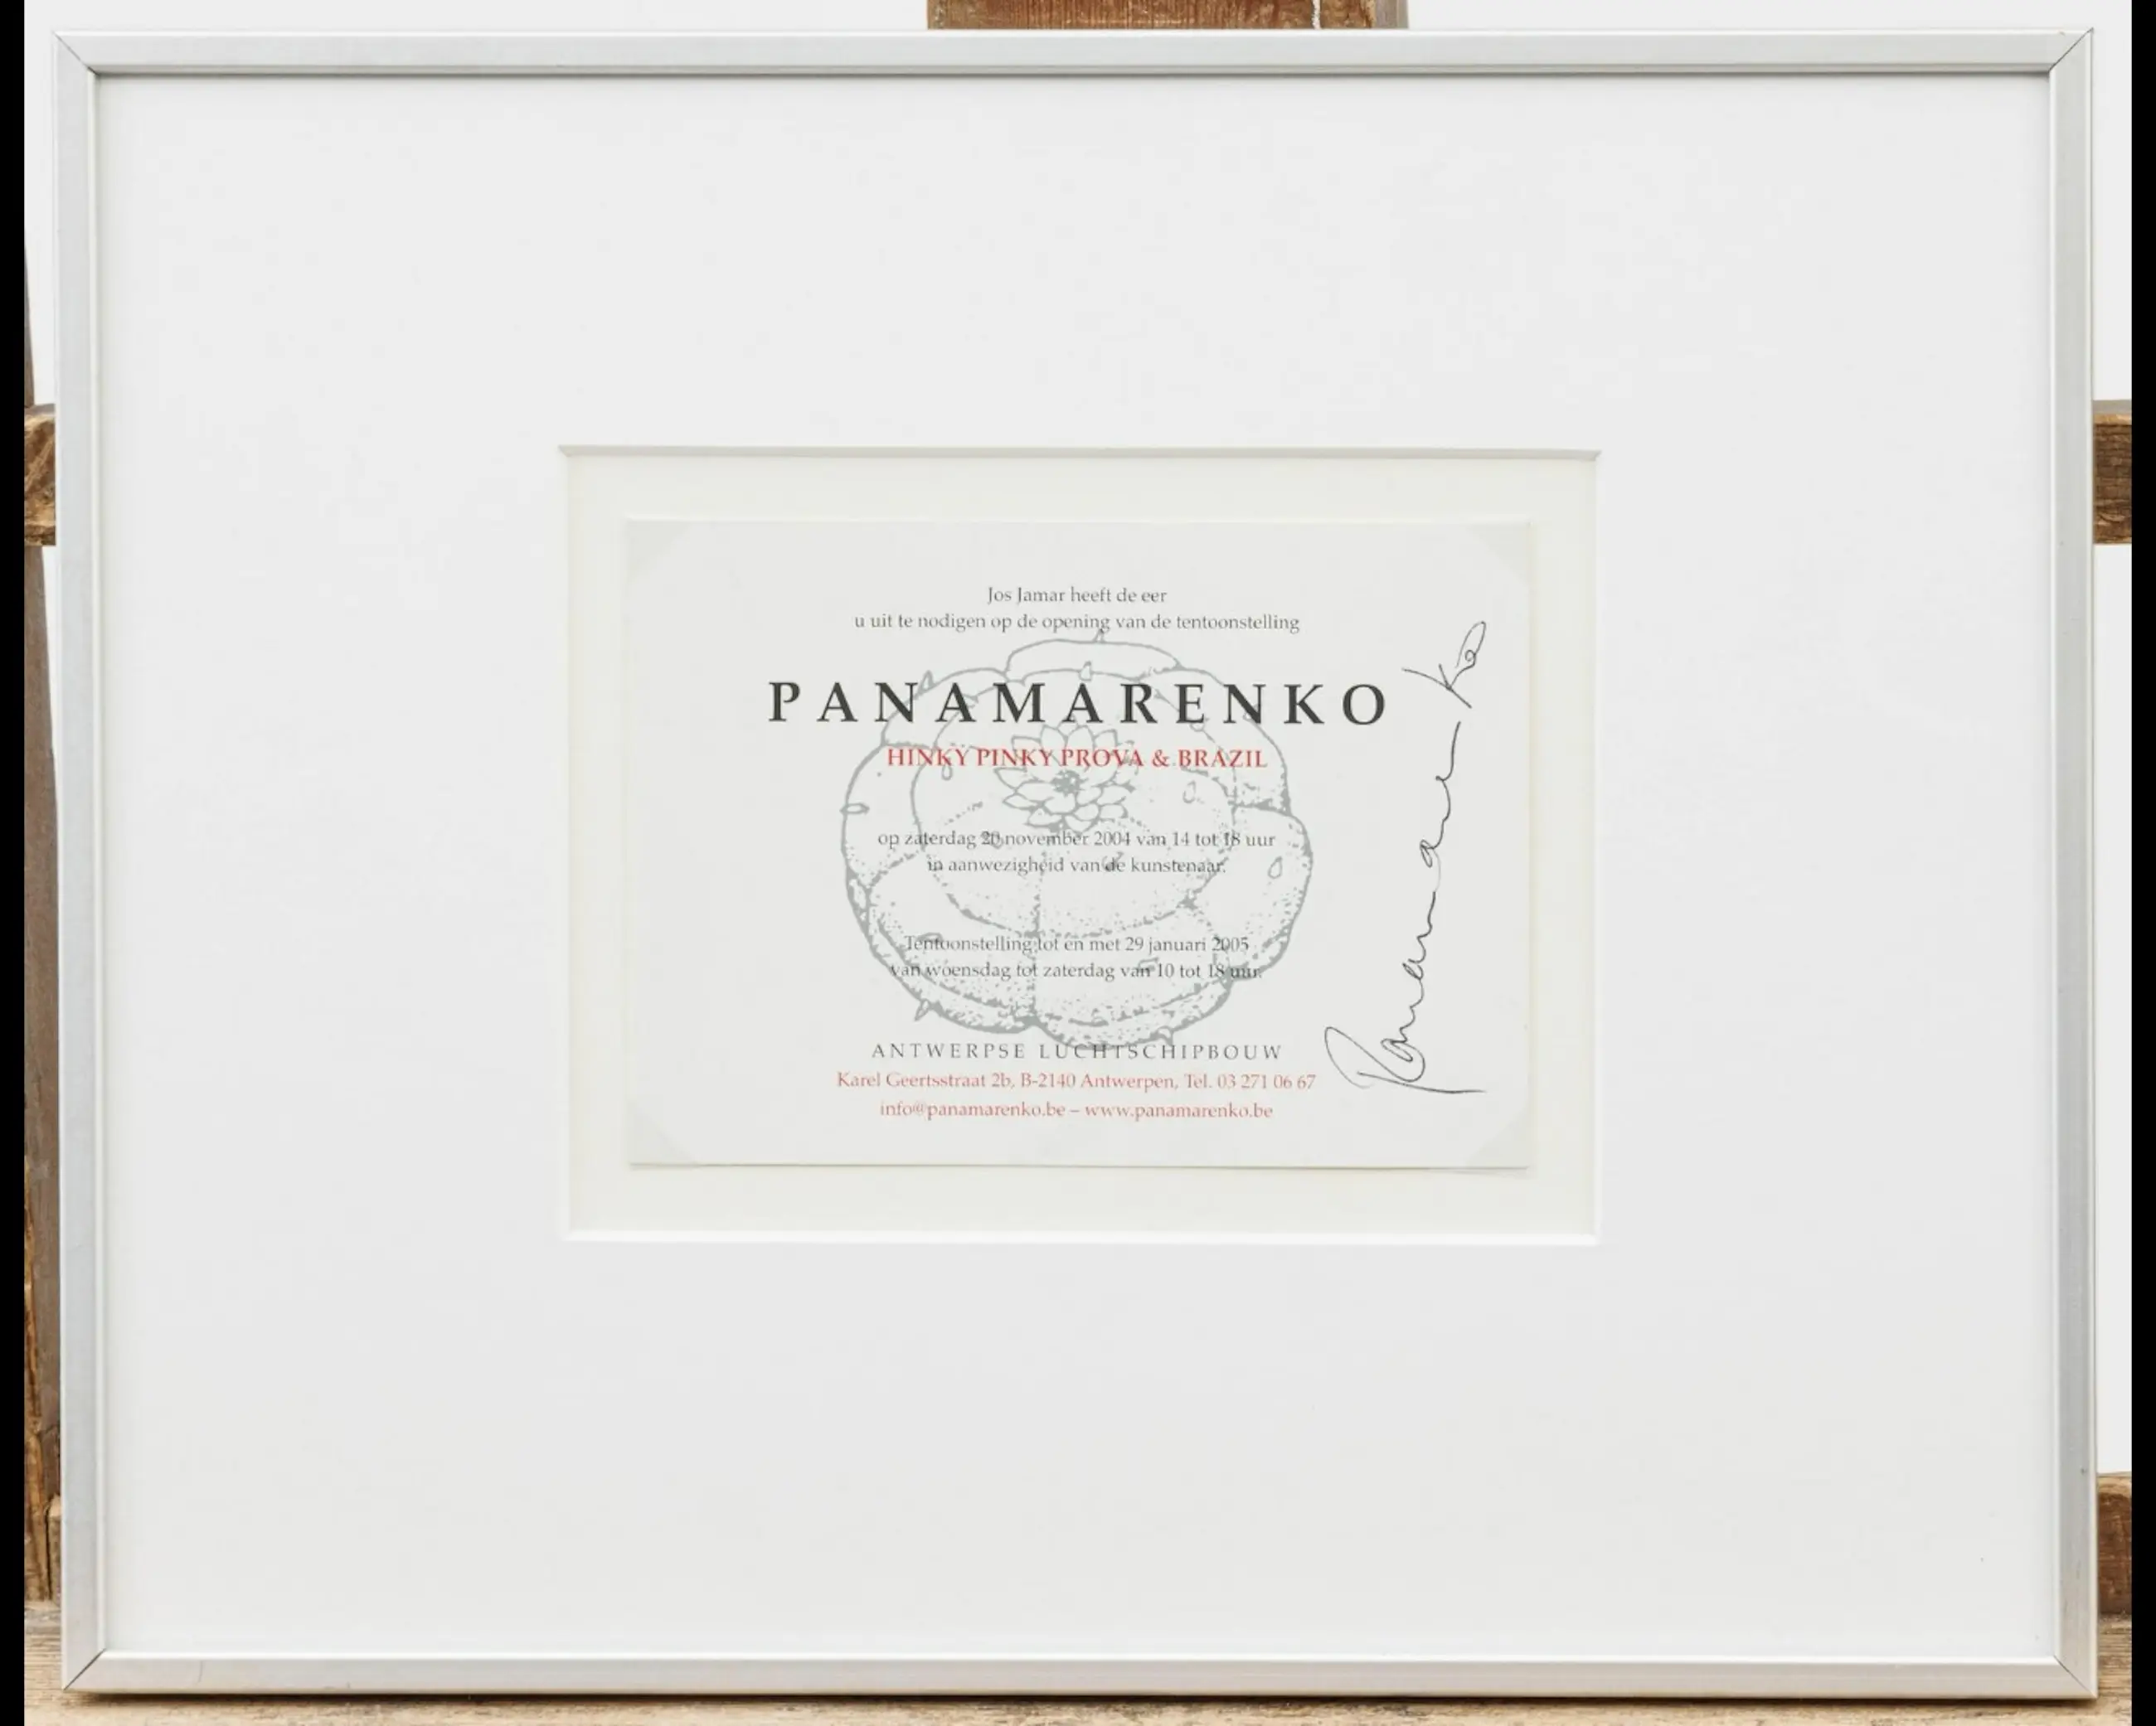 Jos Jamar heeft de eer
u uit te nodigen op de opening van de tentoonstelling
PANAMARENKO
HINKY PINKY PROVA & BRAZIL
op zaterdag 20 november 2004 van 14 tot 18 uur
in aanwezigheid van de kunstenaar.
Tentoonstelling tot en met 29 januari 2005
van woensdag tot zaterdag van 10 tot 18 uur.
ANTWERPSE LUCHTSCHIPBOUW
Karel Geertsstraat 2b, B-2140 Antwerpen, Tel. 03 271 06 67
info@panamarenko.be – www.panamarenko.be
Panamarenko